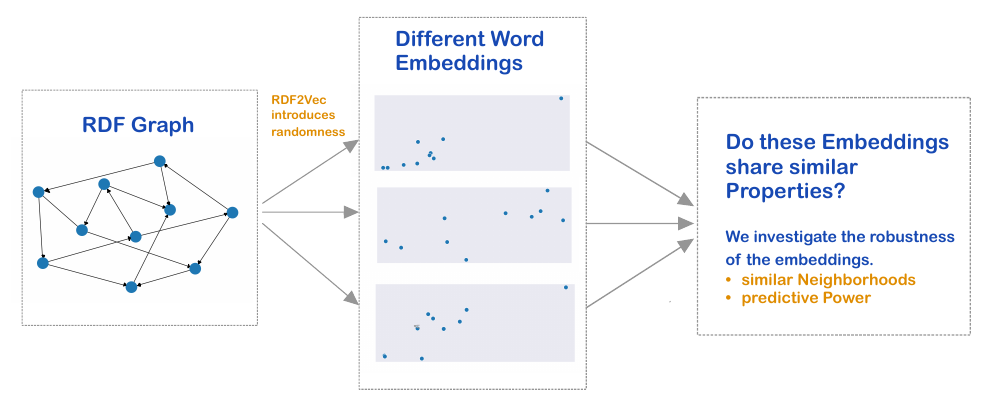 RDF Graph
RDF2Vec
introduces
randomness
Different Word
Embeddings
Do these Embeddings
share similar
Properties?
We investigate the robustness
of the embeddings.
• similar Neighborhoods
• predictive Power